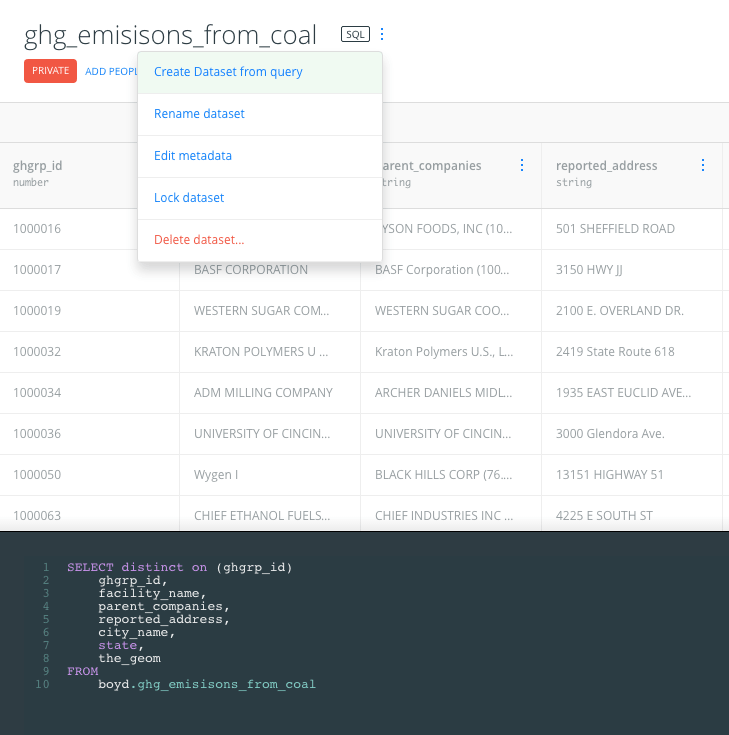 ghg_emisisons_from_coal SQL
PRIVATE ADD PEOPL
Create Dataset from query
Rename dataset
Edit metadata
Lock dataset
Delete dataset...
ghgrp_id arent_companies reported_address
number tring string
1000016 YSON FOODS, INC (10... 501 SHEFFIELD ROAD
1000017 BASF CORPORATION BASF Corporation (100... 3150 HWY JJ
1000019 WESTERN SUGAR COM... WESTERN SUGAR COO... 2100 E. OVERLAND DR.
1000032 KRATON POLYMERS U ... Kraton Polymers U.S., L... 2419 State Route 618
1000034 ADM MILLING COMPANY ARCHER DANIELS MIDL... 1935 EAST EUCLID AVE...
1000036 UNIVERSITY OF CINCIN... UNIVERSITY OF CINCIN... 3000 Glendora Ave.
1000050 Wygen I BLACK HILLS CORP (76.... 13151 HIGHWAY 51
1000063 CHIEF ETHANOL FUELS... CHIEF INDUSTRIES INC ... 4225 E SOUTH ST
1 SELECT distinct on (ghgrp_id)
2 ghgrp_id,
3 facility_name,
4 parent_companies,
5 reported_address,
6 city_name,
7 state,
8 the_geom
9 FROM
10 boyd.ghg_emisisons_from_coal